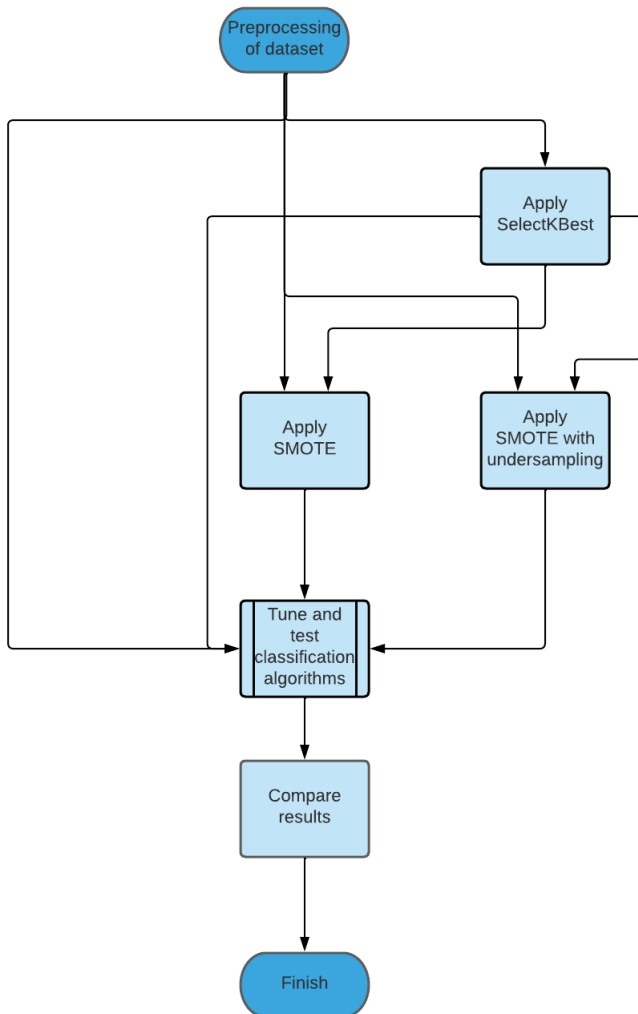 Preprocessing
of dataset
Apply
SelectKBest
Apply
SMOTE
Apply
SMOTE with
undersampling
Tune and
test
classification
algorithms
Compare
results
Finish